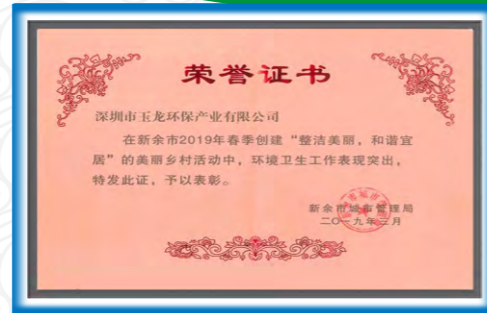 荣誉证书
深圳市玉龙环保产业有限公司
在新余市2019年春季创建“整洁美丽，和谐宜
居”的美丽乡村活动中，环境卫生工作表现突出，
特发此证，予以表彰。
新余市城市管理局
二〇一九年三月